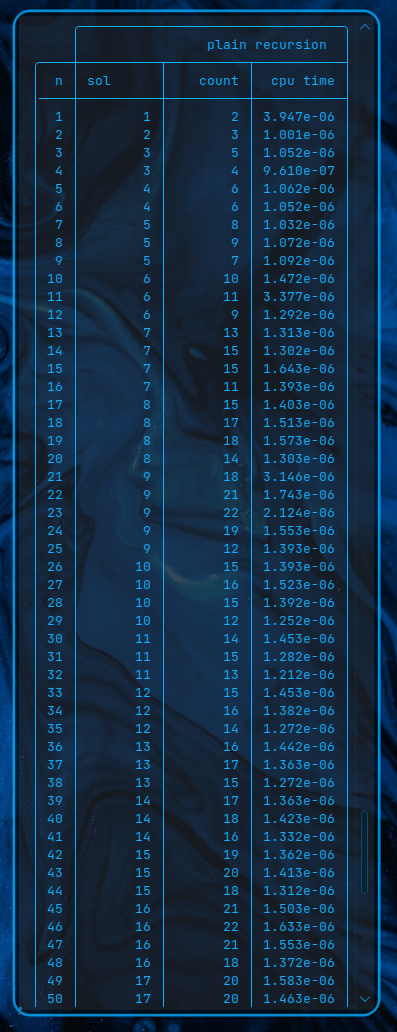 plain recursion
n sol count cpu time
1 1 2 3.947e-06
2 2 3 1.001e-06
3 3 5 1.052e-06
4 3 4 9.610e-07
5 4 6 1.062e-06
6 4 6 1.052e-06
7 5 8 1.032e-06
8 5 9 1.072e-06
9 5 7 1.092e-06
10 6 10 1.472e-06
11 6 11 3.377e-06
12 6 9 1.292e-06
13 7 13 1.313e-06
14 7 15 1.302e-06
15 7 15 1.643e-06
16 7 11 1.393e-06
17 8 15 1.403e-06
18 8 17 1.513e-06
19 8 18 1.573e-06
20 8 14 1.303e-06
21 9 18 3.146e-06
22 9 21 1.743e-06
23 9 22 2.124e-06
24 9 19 1.553e-06
25 9 12 1.393e-06
26 10 15 1.393e-06
27 10 16 1.523e-06
28 10 15 1.392e-06
29 10 12 1.252e-06
30 11 14 1.453e-06
31 11 15 1.282e-06
32 11 13 1.212e-06
33 12 15 1.453e-06
34 12 16 1.382e-06
35 12 14 1.272e-06
36 13 16 1.442e-06
37 13 17 1.363e-06
38 13 15 1.272e-06
39 14 17 1.363e-06
40 14 18 1.423e-06
41 14 16 1.332e-06
42 15 19 1.362e-06
43 15 20 1.413e-06
44 15 18 1.312e-06
45 16 21 1.503e-06
46 16 22 1.633e-06
47 16 21 1.553e-06
48 16 18 1.372e-06
49 17 20 1.583e-06
50 17 20 1.463e-06